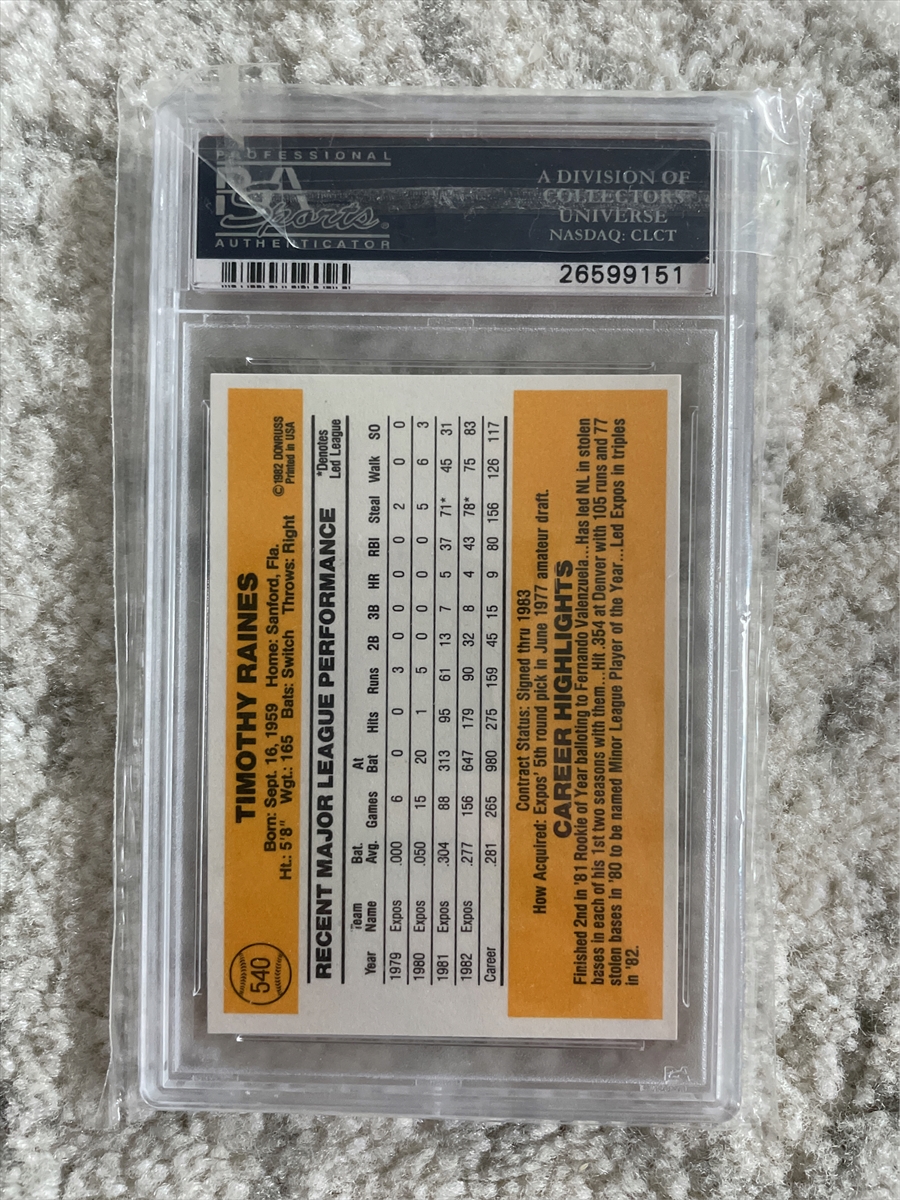 PROFESSIONAL
PSA
Sports
AUTHENTICATOR
A DIVISION OF
COLLECTORS
UNIVERSE
NASDAQ: CLCT
26599151
540
TIMOTHY RAINES
Born: Sept. 16, 1959 Home: Sanford, Fla.
Ht.: 5'8" Wgt.: 165 Bats: Switch Throws: Right
©1982 DONRUSS
Printed in USA
RECENT MAJOR LEAGUE PERFORMANCE
*Denotes
Led League
Year Team Name Bat. Avg. Games At Bat Hits Runs 2B 3B HR RBI Steal Walk SO
1979 Expos .000 6 0 0 3 0 0 0 0 2 0 0
1980 Expos .050 15 20 1 5 0 0 0 0 5 6 3
1981 Expos .304 88 313 95 61 13 7 5 37 71* 45 31
1982 Expos .277 156 647 179 90 32 8 4 43 78* 75 83
Career .281 265 980 275 159 45 15 9 80 156 126 117
Contract Status: Signed thru 1983
How Acquired: Expos' 5th round pick in June 1977 amateur draft.
CAREER HIGHLIGHTS
Finished 2nd in '81 Rookie of Year balloting to Fernando Valenzuela...Has led NL in stolen
bases in each of his 1st two seasons with them...Hit .354 at Denver with 105 runs and 77
stolen bases in '80 to be named Minor League Player of the Year...Led Expos in triples
in '82.